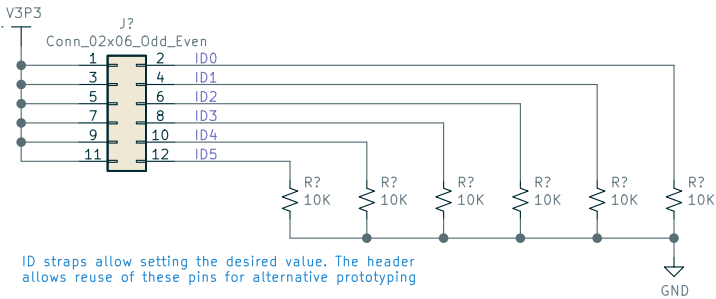 V3P3
J?
Conn_02x06_Odd_Even
1 2 ID0
3 4 ID1
5 6 ID2
7 8 ID3
9 10 ID4
11 12 ID5
R? R? R? R? R? R?
10K 10K 10K 10K 10K 10K
ID straps allow setting the desired value. The header
allows reuse of these pins for alternative prototyping
GND